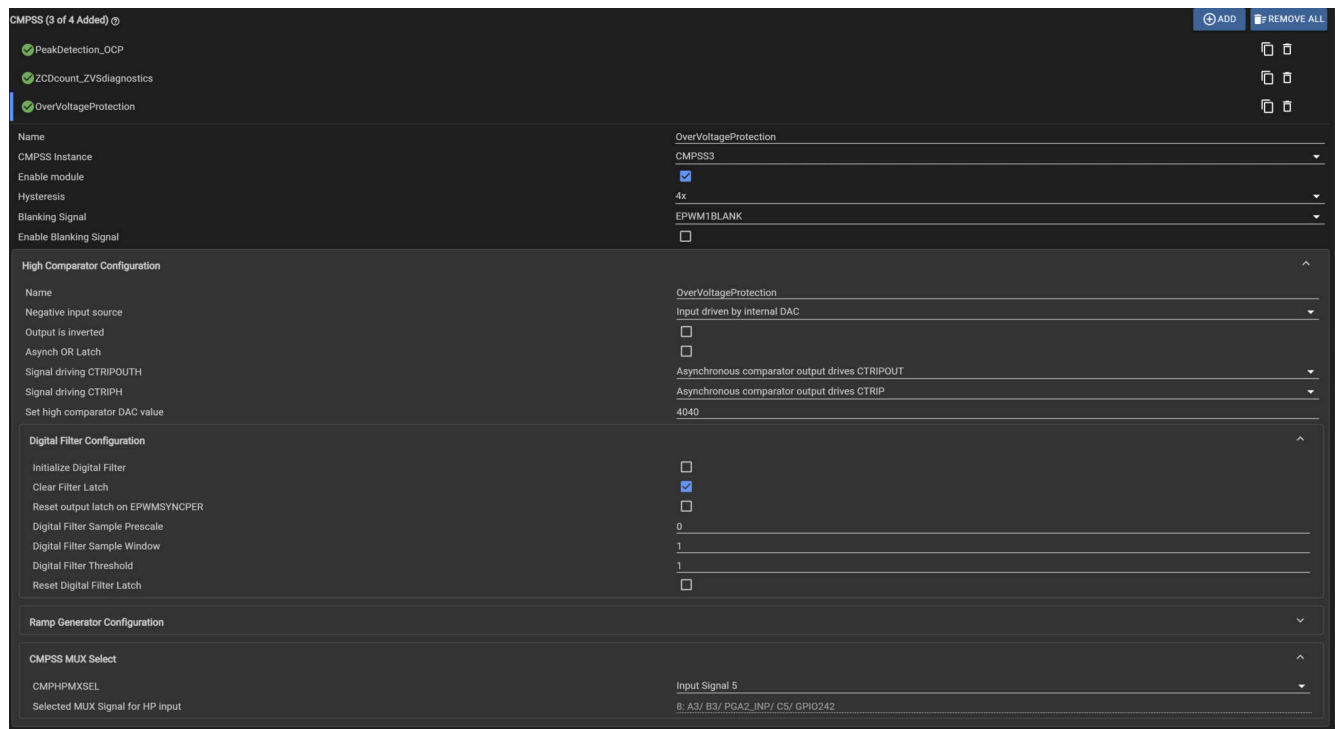 CMPSS (3 of 4 Added)
ADD REMOVE ALL
PeakDetection_OCP
ZCDcount_ZVSdiagnostics
OverVoltageProtection
Name OverVoltageProtection
CMPSS Instance CMPSS3
Enable module
Hysteresis 4x
Blanking Signal EPWM1BLANK
Enable Blanking Signal
High Comparator Configuration
Name OverVoltageProtection
Negative input source Input driven by internal DAC
Output is inverted
Asynch OR Latch
Signal driving CTRIPOUTH Asynchronous comparator output drives CTRIPOUT
Signal driving CTRIPH Asynchronous comparator output drives CTRIP
Set high comparator DAC value 4040
Digital Filter Configuration
Initialize Digital Filter
Clear Filter Latch
Reset output latch on EPWMSYNCPER
Digital Filter Sample Prescale 0
Digital Filter Sample Window 1
Digital Filter Threshold 1
Reset Digital Filter Latch
Ramp Generator Configuration
CMPSS MUX Select
CMPHPMXSEL Input Signal 5
Selected MUX Signal for HP input 8: A3/ B3/ PGA2_INP/ C5/ GPIO242